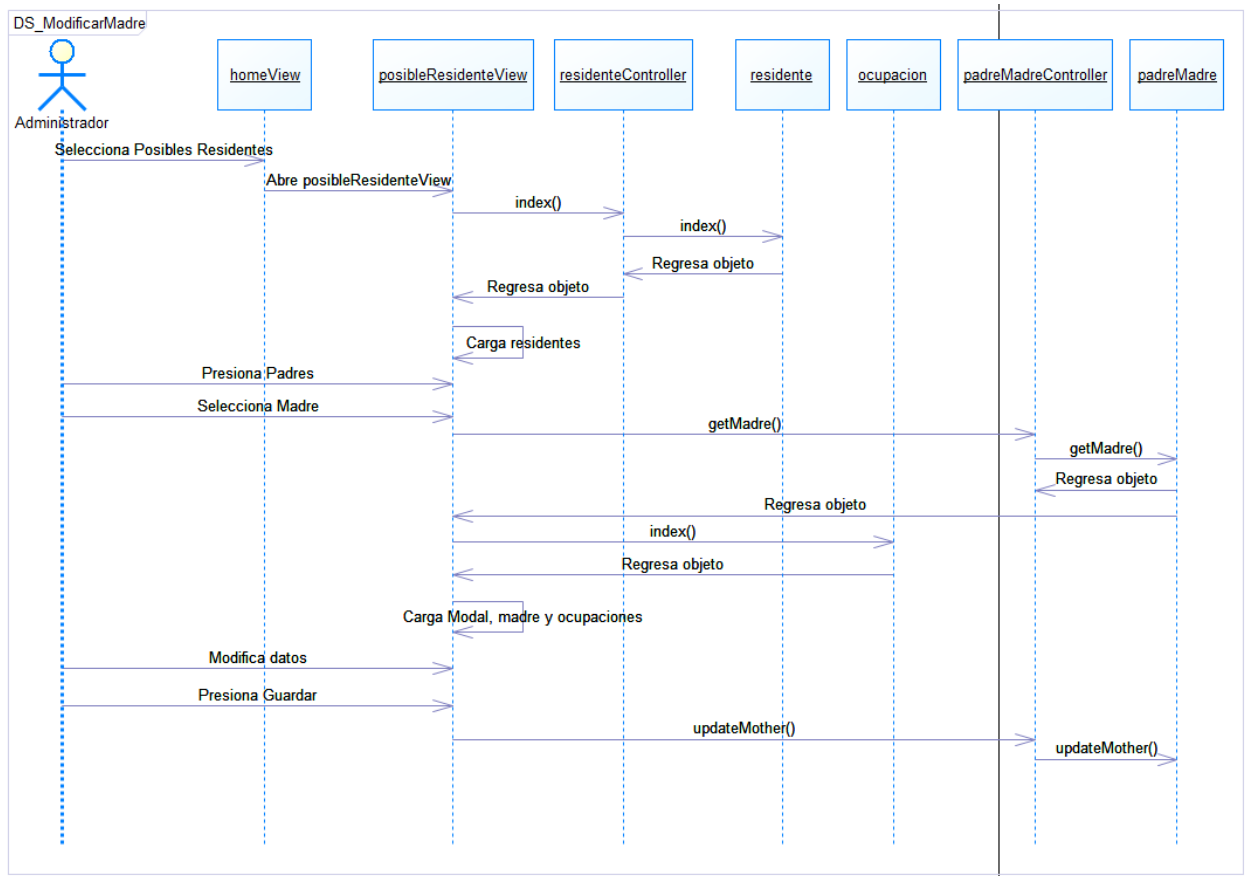 DS_ModificarMadre
homeView
posibleResidenteView
residenteController
residente
ocupacion
padreMadreController
padreMadre
Administrador
Selecciona Posibles Residentes
Abre posibleResidenteView
index()
index()
Regresa objeto
Regresa objeto
Carga residentes
Presiona Padres
Selecciona Madre
getMadre()
getMadre()
Regresa objeto
Regresa objeto
index()
Regresa objeto
Carga Modal, madre y ocupaciones
Modifica datos
Presiona Guardar
updateMother()
updateMother()